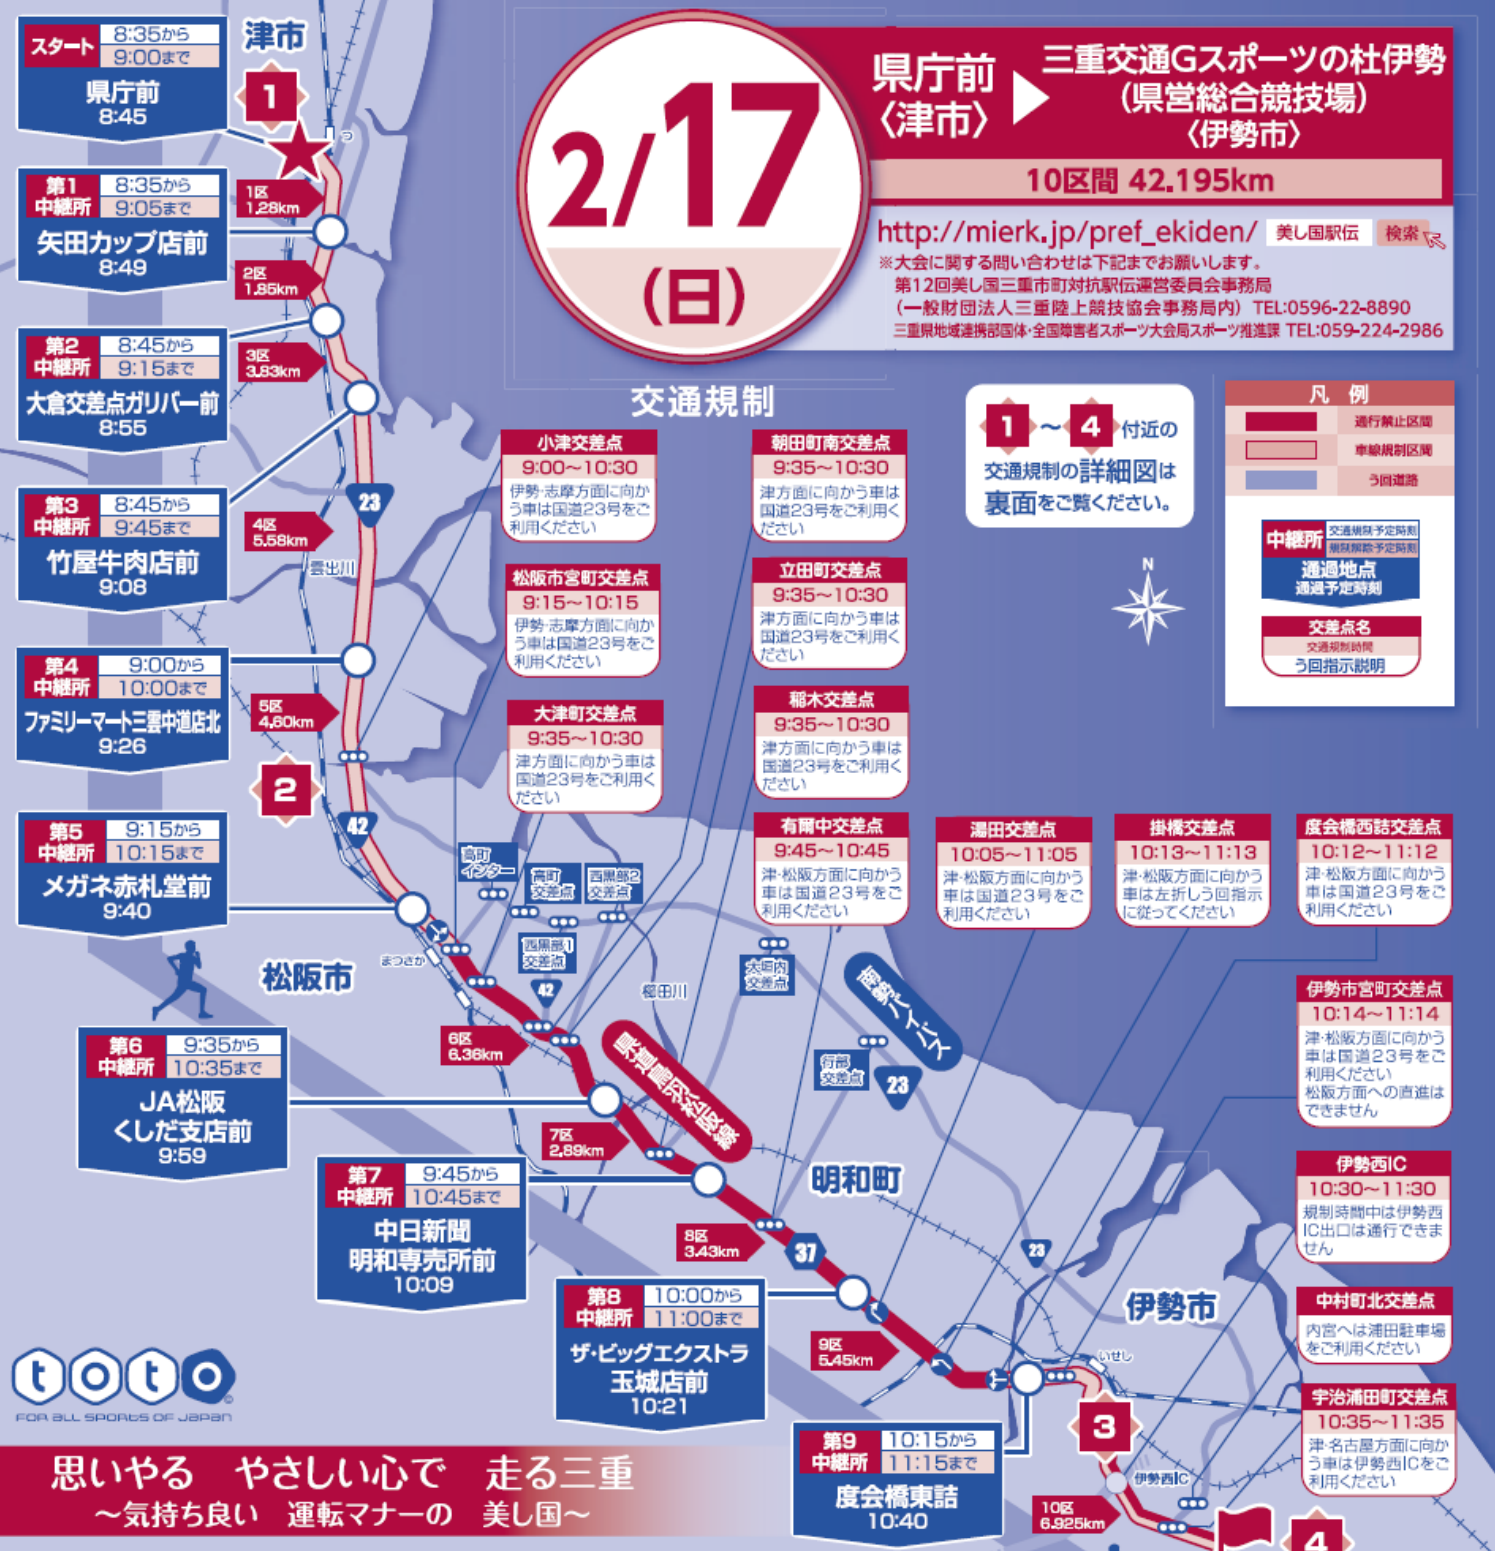 スタート
8:35から
9:00まで
県庁前
8:45
津市
1
つ
1区
1.28km
第1
中継所
8:35から
9:05まで
矢田カップ店前
8:49
2区
1.85km
第2
中継所
8:45から
9:15まで
大倉交差点ガリバー前
8:55
3区
3.83km
第3
中継所
8:45から
9:45まで
竹屋牛肉店前
9:08
23
4区
5.58km
雲出川
第4
中継所
9:00から
10:00まで
ファミリーマート三雲中道店北
9:26
5区
4.60km
2
42
第5
中継所
9:15から
10:15まで
メガネ赤札堂前
9:40
まつさか
松阪市
2/17
(日)
県庁前
〈津市〉
三重交通Gスポーツの杜伊勢
(県営総合競技場)
〈伊勢市〉
10区間 42.195km
http://mierk.jp/pref_ekiden/
美し国駅伝
検索
※大会に関する問い合わせは下記までお願いします。
第12回美し国三重市町対抗駅伝運営委員会事務局
(一般財団法人三重陸上競技協会事務局内) TEL:0596-22-8890
三重県地域連携部国体・全国障害者スポーツ大会局スポーツ推進課 TEL:059-224-2986
交通規制
小津交差点
9:00〜10:30
伊勢・志摩方面に向か
う車は国道23号をご
利用ください
松阪市宮町交差点
9:15〜10:15
伊勢・志摩方面に向か
う車は国道23号をご
利用ください
大津町交差点
9:35〜10:30
津方面に向かう車は
国道23号をご利用く
ださい
朝田町南交差点
9:35〜10:30
津方面に向かう車は
国道23号をご利用く
ださい
立田町交差点
9:35〜10:30
津方面に向かう車は
国道23号をご利用く
ださい
稲木交差点
9:35〜10:30
津方面に向かう車は
国道23号をご利用く
ださい
有爾中交差点
9:45〜10:45
津・松阪方面に向かう
車は国道23号をご
利用ください
1 〜 4 付近の
交通規制の詳細図は
裏面をご覧ください。
N
凡 例
通行禁止区間
車線規制区間
う回道路
中継所
交通規制予定時刻
規制解除予定時刻
通過地点
通過予定時刻
交差点名
交通規制時間
う回指示説明
湯田交差点
10:05〜11:05
津・松阪方面に向かう
車は国道23号をご
利用ください
掛橋交差点
10:13〜11:13
津・松阪方面に向かう
車は左折しう回指示
に従ってください
度会橋西詰交差点
10:12〜11:12
津・松阪方面に向かう
車は国道23号をご
利用ください
伊勢市宮町交差点
10:14〜11:14
津・松阪方面に向かう
車は国道23号をご
利用ください
松阪方面への直進は
できません
伊勢西IC
10:30〜11:30
規制時間中は伊勢西
IC出口は通行できま
せん
中村町北交差点
内宮へは浦田駐車場
をご利用ください
宇治浦田町交差点
10:35〜11:35
津・名古屋方面に向か
う車は伊勢西ICをご
利用ください
高町
インター
高町
交差点
西黒部2
交差点
西黒部1
交差点
42
櫛田川
大垣内
交差点
南勢バイパス
行部
交差点
23
6区
6.36km
県道鳥羽松阪線
第6
中継所
9:35から
10:35まで
JA松阪
くしだ支店前
9:59
7区
2.89km
第7
中継所
9:45から
10:45まで
中日新聞
明和専売所前
10:09
明和町
8区
3.43km
37
23
第8
中継所
10:00から
11:00まで
ザ・ビッグエクストラ
玉城店前
10:21
9区
5.45km
伊勢市
いせし
3
第9
中継所
10:15から
11:15まで
度会橋東詰
10:40
伊勢西IC
10区
6.925km
4
toto
FOR ALL SPORTS OF JAPAN
思いやる やさしい心で 走る三重
〜気持ち良い 運転マナーの 美し国〜